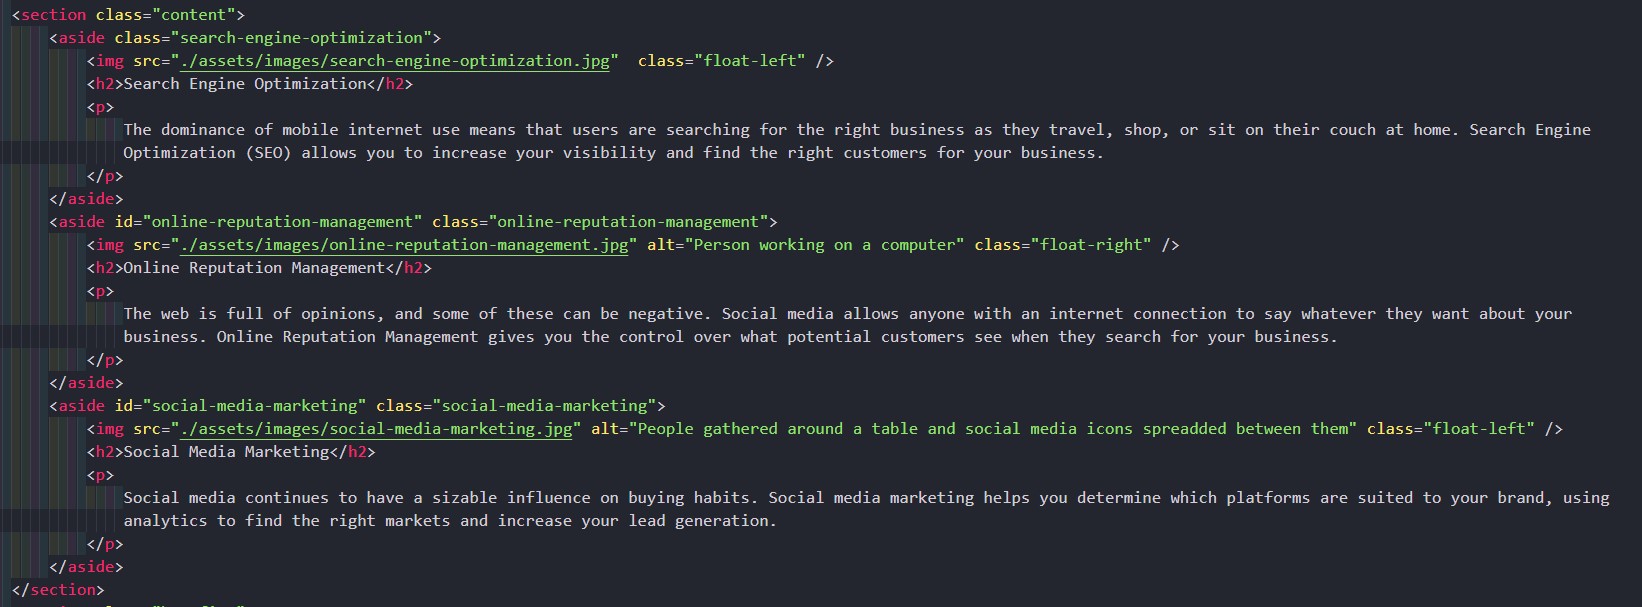 <section class="content">
<aside class="search-engine-optimization">
<img src="./assets/images/search-engine-optimization.jpg"  class="float-left" />
<h2>Search Engine Optimization</h2>
<p>
The dominance of mobile internet use means that users are searching for the right business as they travel, shop, or sit on their couch at home. Search Engine
Optimization (SEO) allows you to increase your visibility and find the right customers for your business.
</p>
</aside>
<aside id="online-reputation-management" class="online-reputation-management">
<img src="./assets/images/online-reputation-management.jpg" alt="Person working on a computer" class="float-right" />
<h2>Online Reputation Management</h2>
<p>
The web is full of opinions, and some of these can be negative. Social media allows anyone with an internet connection to say whatever they want about your
business. Online Reputation Management gives you the control over what potential customers see when they search for your business.
</p>
</aside>
<aside id="social-media-marketing" class="social-media-marketing">
<img src="./assets/images/social-media-marketing.jpg" alt="People gathered around a table and social media icons spreadded between them" class="float-left" />
<h2>Social Media Marketing</h2>
<p>
Social media continues to have a sizable influence on buying habits. Social media marketing helps you determine which platforms are suited to your brand, using
analytics to find the right markets and increase your lead generation.
</p>
</aside>
</section>